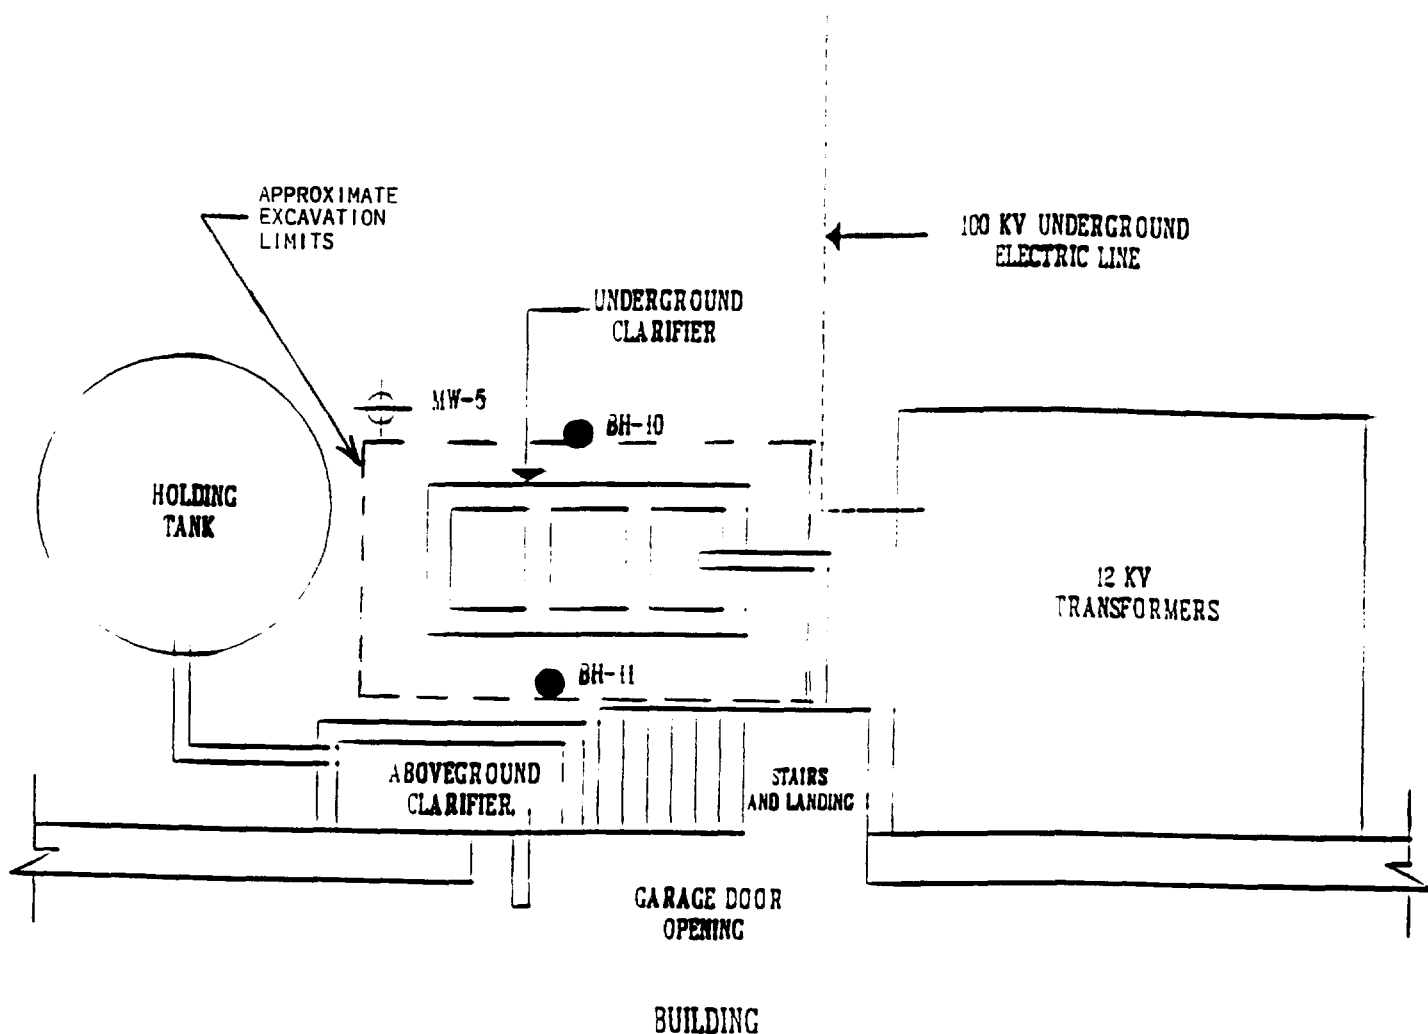 APPROXIMATE
EXCAVATION
LIMITS
100 KV UNDERGROUND
ELECTRIC LINE
UNDERGROUND
CLARIFIER
MW-5
BH-10
HOLDING
TANK
12 KV
TRANSFORMERS
BH-11
ABOVEGROUND
CLARIFIER
STAIRS
AND LANDING
GARAGE DOOR
OPENING
BUILDING